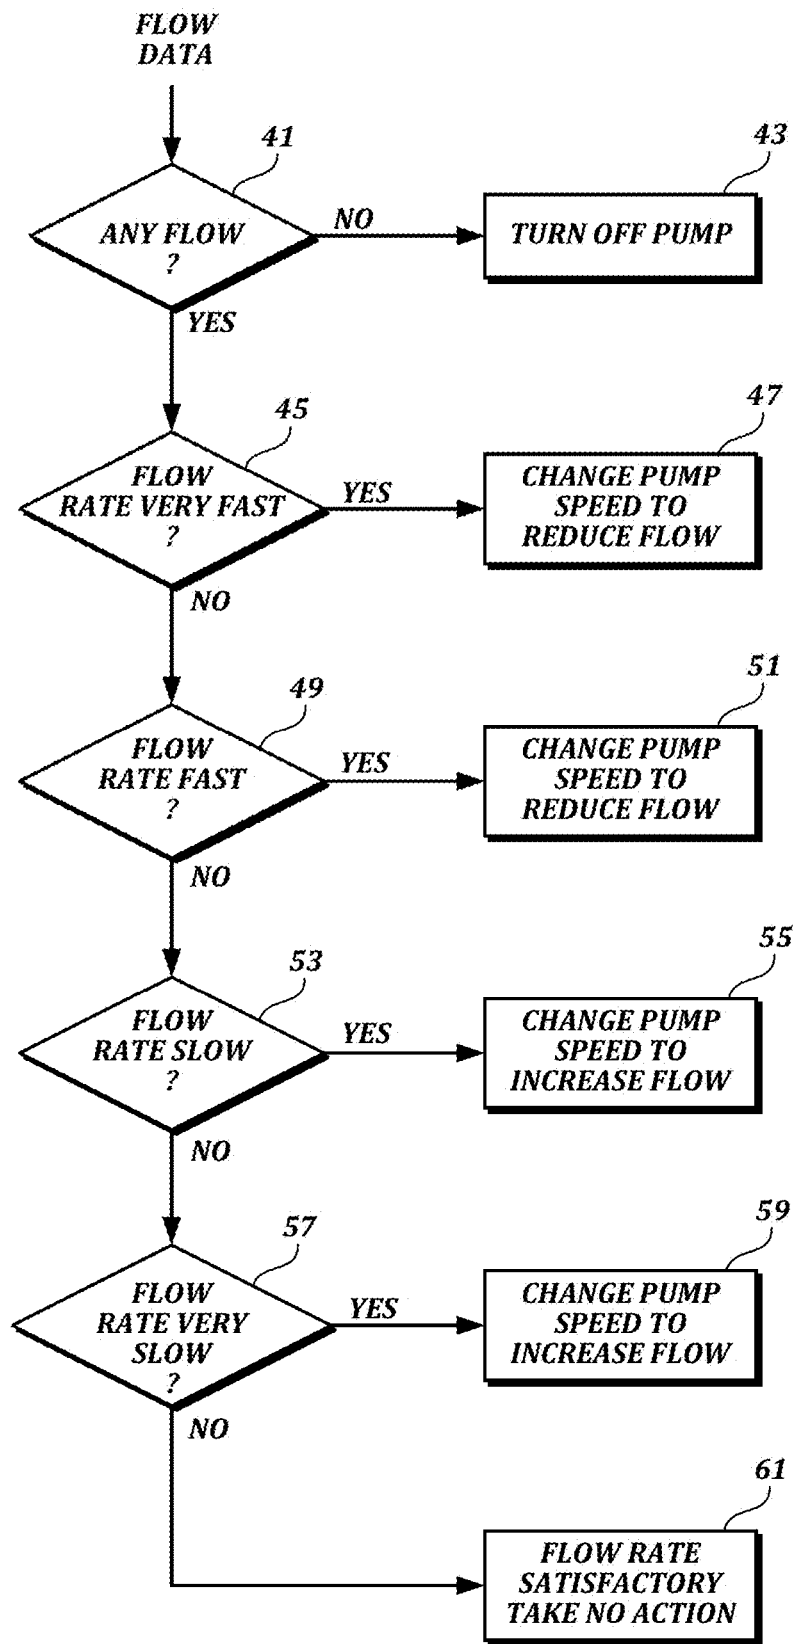 FLOW
DATA
41
ANY FLOW
?
NO
43
TURN OFF PUMP
YES
45
FLOW
RATE VERY FAST
?
YES
47
CHANGE PUMP
SPEED TO
REDUCE FLOW
NO
49
FLOW
RATE FAST
?
YES
51
CHANGE PUMP
SPEED TO
REDUCE FLOW
NO
53
FLOW
RATE SLOW
?
YES
55
CHANGE PUMP
SPEED TO
INCREASE FLOW
NO
57
FLOW
RATE VERY
SLOW
?
YES
59
CHANGE PUMP
SPEED TO
INCREASE FLOW
NO
61
FLOW RATE
SATISFACTORY
TAKE NO ACTION